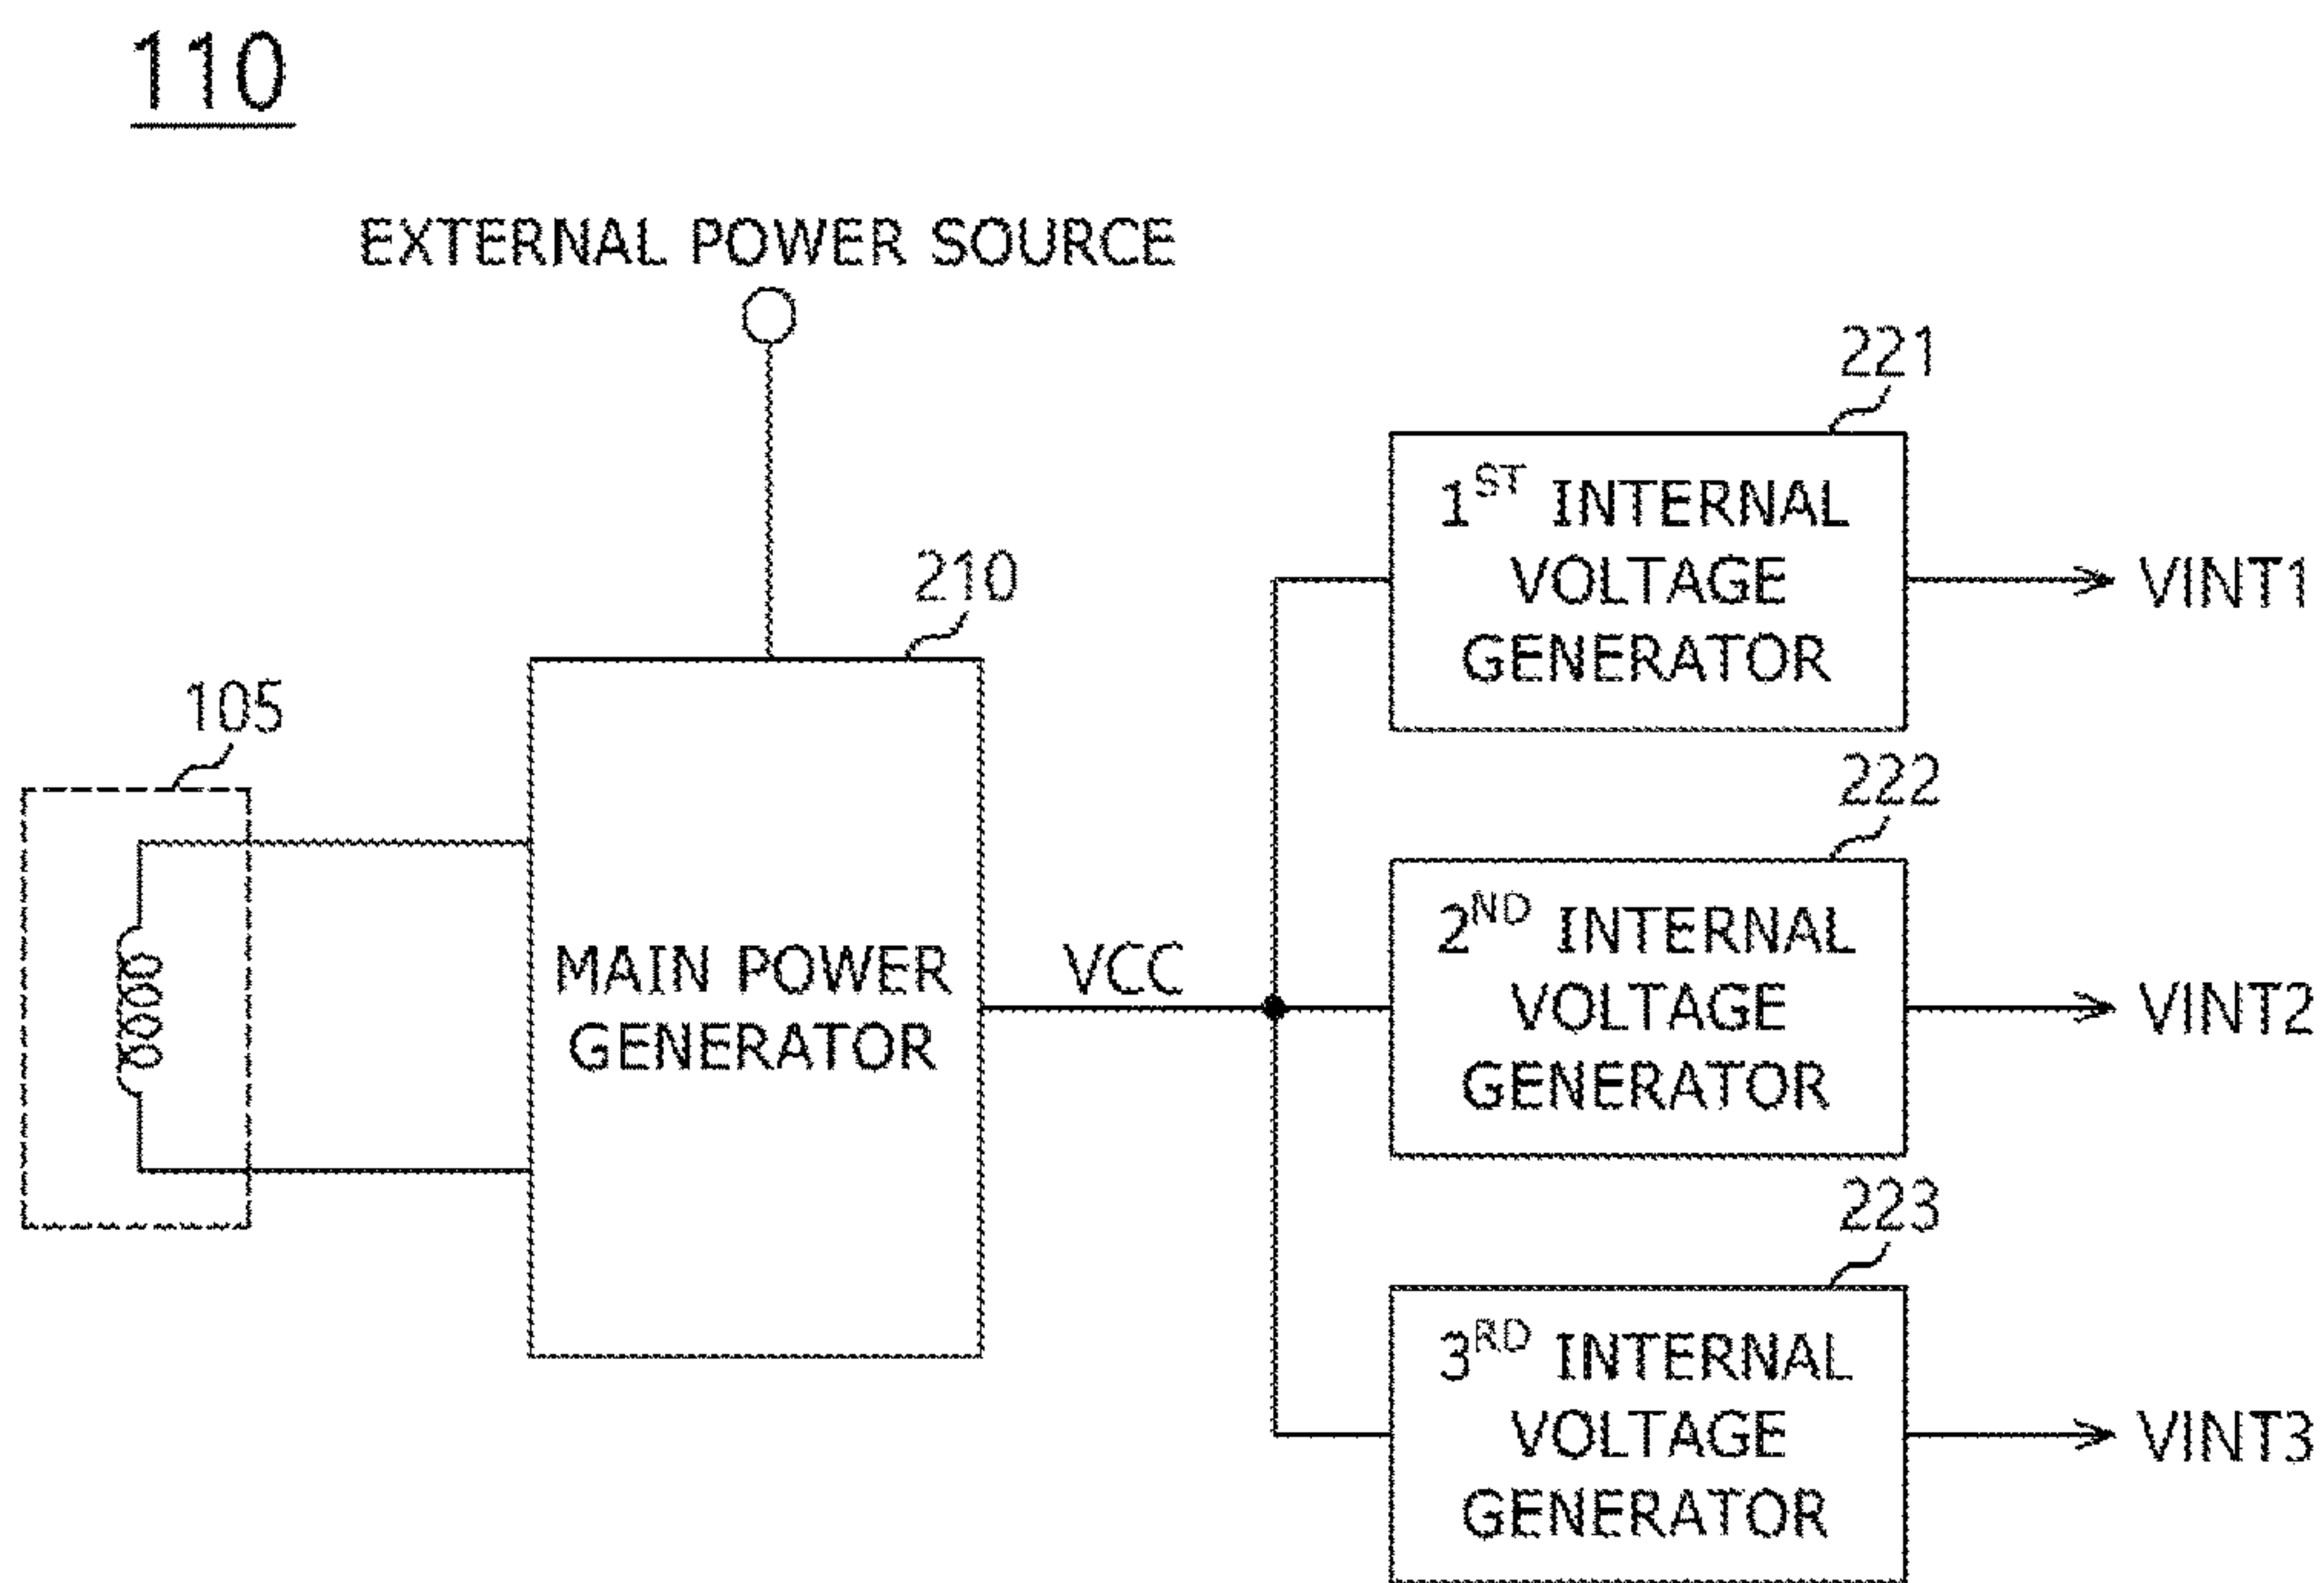 110
EXTERNAL POWER SOURCE
221
1ST INTERNAL
VOLTAGE
GENERATOR
VINT1
210
105
MAIN POWER
GENERATOR
VCC
222
2ND INTERNAL
VOLTAGE
GENERATOR
VINT2
223
3RD INTERNAL
VOLTAGE
GENERATOR
VINT3